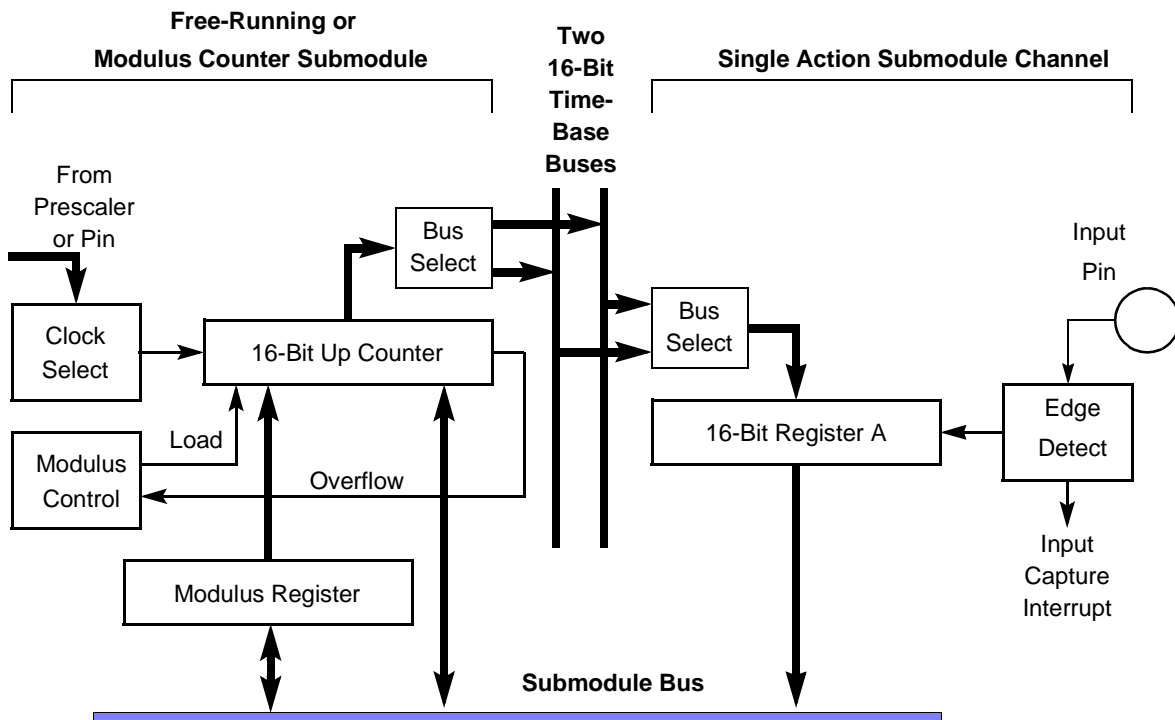 Free-Running or
Modulus Counter Submodule
Two
16-Bit
Time-
Base
Buses
Single Action Submodule Channel
From
Prescaler
or Pin
Bus
Select
Input
Pin
Clock
Select
16-Bit Up Counter
Bus
Select
Load
Modulus
Control
Overflow
16-Bit Register A
Edge
Detect
Modulus Register
Input
Capture
Interrupt
Submodule Bus